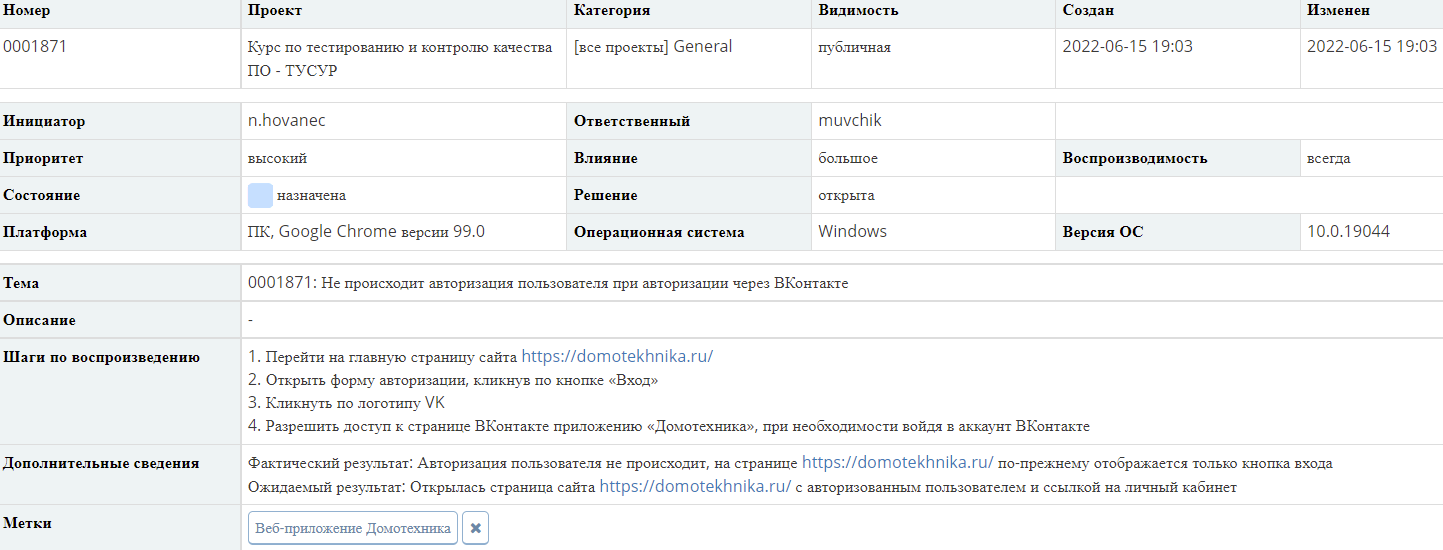 Номер Проект Категория Видимость Создан Изменен
0001871 Курс по тестированию и контролю качества [все проекты] General публичная 2022-06-15 19:03 2022-06-15 19:03
ПО - ТУСУР
Инициатор n.hovanec Ответственный muvchik
Приоритет высокий Влияние большое Воспроизводимость всегда
Состояние назначена Решение открыта
Платформа ПК, Google Chrome версии 99.0 Операционная система Windows Версия ОС 10.0.19044
Тема 0001871: Не происходит авторизация пользователя при авторизации через ВКонтакте
Описание -
Шаги по воспроизведению 1. Перейти на главную страницу сайта https://domotekhnika.ru/
2. Открыть форму авторизации, кликнув по кнопке «Вход»
3. Кликнуть по логотипу VK
4. Разрешить доступ к странице ВКонтакте приложению «Домотехника», при необходимости войдя в аккаунт ВКонтакте
Дополнительные сведения Фактический результат: Авторизация пользователя не происходит, на странице https://domotekhnika.ru/ по-прежнему отображается только кнопка входа
Ожидаемый результат: Открылась страница сайта https://domotekhnika.ru/ с авторизованным пользователем и ссылкой на личный кабинет
Метки Веб-приложение Домотехника ✖